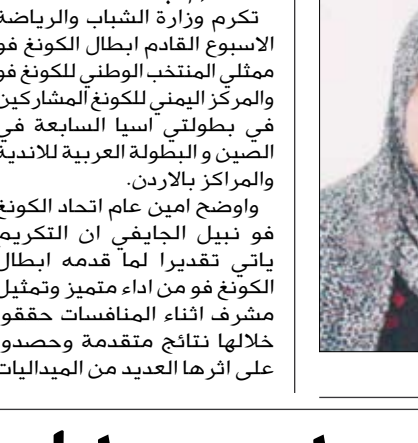 تكرم وزارة الشباب والرياضة
الاسبوع القادم ابطال الكونغ فو
ممثلي المنتخب الوطني للكونغ فو
والمركز اليمني للكونغ المشاركين
في بطولتي اسيا السابعة في
الصين و البطولة العربية للاندية
والمراكز بالاردن.
واوضح امين عام اتحاد الكونغ
فو نبيل الجايفي ان التكريم
ياتي تقديرا لما قدمه ابطال
الكونغ فو من اداء متميز وتمثيل
مشرف اثناء المنافسات حققو
خلالها نتائج متقدمة وحصدو
على اثرها العديد من الميداليات